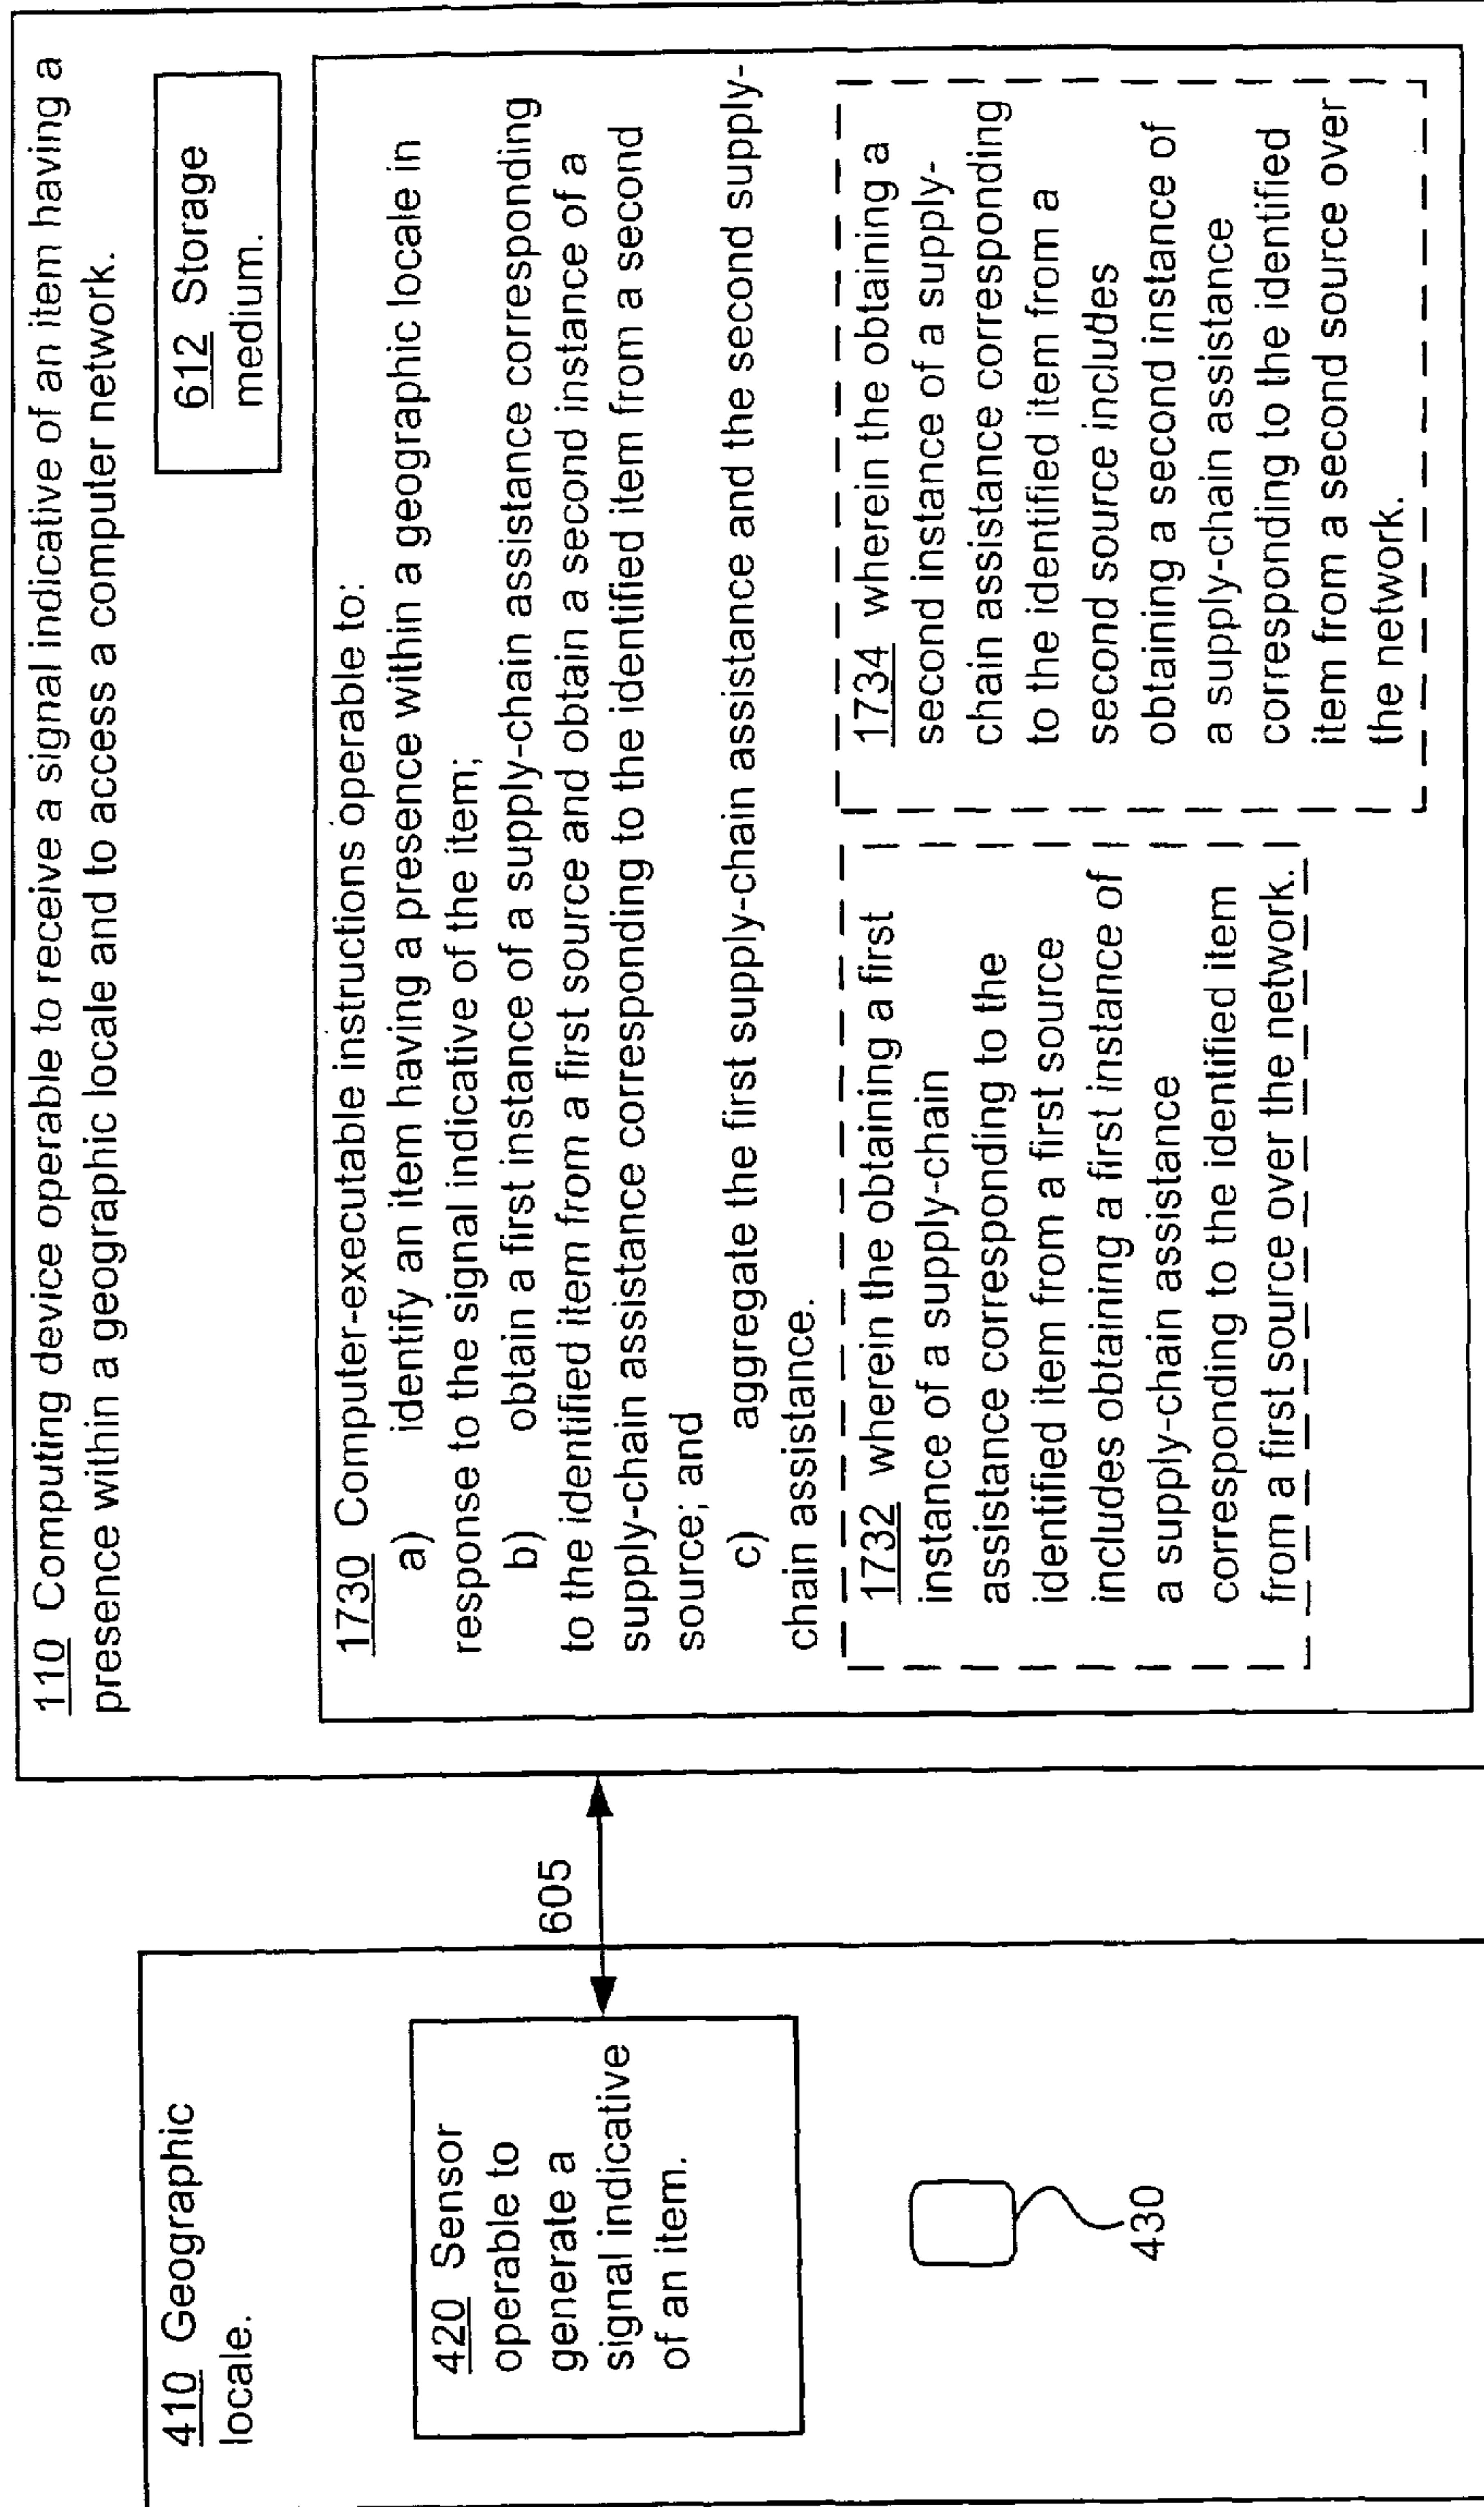 110 Computing device operable to receive a signal indicative of an item having a
presence within a geographic locale and to access a computer network.
612 Storage
medium.
1730 Computer-executable instructions operable to:
a) identify an item having a presence within a geographic locale in
response to the signal indicative of the item;
b) obtain a first instance of a supply-chain assistance corresponding
to the identified item from a first source and obtain a second instance of a
supply-chain assistance corresponding to the identified item from a second
source; and
c) aggregate the first supply-chain assistance and the second supply-
chain assistance.
1732 wherein the obtaining a first
instance of a supply-chain
assistance corresponding to the
identified item from a first source
includes obtaining a first instance of
a supply-chain assistance
corresponding to the identified item
from a first source over the network.
1734 wherein the obtaining a
second instance of a supply-
chain assistance corresponding
to the identified item from a
second source includes
obtaining a second instance of
a supply-chain assistance
corresponding to the identified
item from a second source over
the network.
605
410 Geographic
locale.
420 Sensor
operable to
generate a
signal indicative
of an item.
430